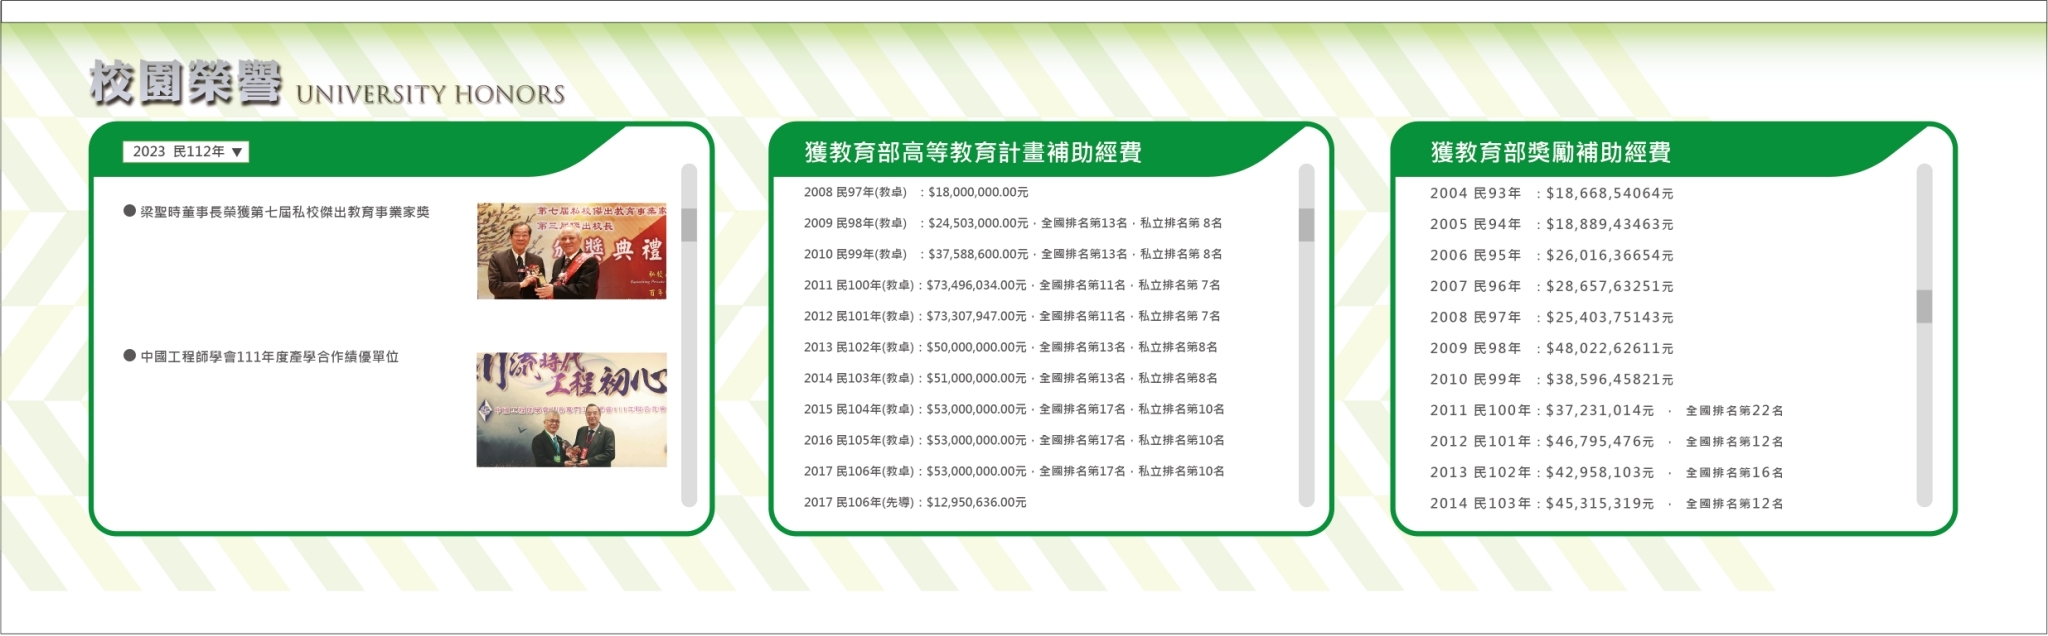 校園榮譽 UNIVERSITY HONORS
2023 民112年 ▼
● 梁聖時董事長榮獲第七屆私校傑出教育事業家獎
第七屆私校傑出教育事業家
第三屆傑出校長
頒獎典禮
● 中國工程師學會111年度產學合作績優單位
川流時代
工程初心
獲教育部高等教育計畫補助經費
2008 民97年(教卓) : $18,000,000.00元
2009 民98年(教卓) : $24,503,000.00元 · 全國排名第13名 · 私立排名第 8名
2010 民99年(教卓) : $37,588,600.00元 · 全國排名第13名 · 私立排名第 8名
2011 民100年(教卓) : $73,496,034.00元 · 全國排名第11名 · 私立排名第 7名
2012 民101年(教卓) : $73,307,947.00元 · 全國排名第11名 · 私立排名第 7名
2013 民102年(教卓) : $50,000,000.00元 · 全國排名第13名 · 私立排名第8名
2014 民103年(教卓) : $51,000,000.00元 · 全國排名第13名 · 私立排名第8名
2015 民104年(教卓) : $53,000,000.00元 · 全國排名第17名 · 私立排名第10名
2016 民105年(教卓) : $53,000,000.00元 · 全國排名第17名 · 私立排名第10名
2017 民106年(教卓) : $53,000,000.00元 · 全國排名第17名 · 私立排名第10名
2017 民106年(先導) : $12,950,636.00元
獲教育部獎勵補助經費
2004 民93年 : $18,668,54064元
2005 民94年 : $18,889,43463元
2006 民95年 : $26,016,36654元
2007 民96年 : $28,657,63251元
2008 民97年 : $25,403,75143元
2009 民98年 : $48,022,62611元
2010 民99年 : $38,596,45821元
2011 民100年 : $37,231,014元 · 全國排名第22名
2012 民101年 : $46,795,476元 · 全國排名第12名
2013 民102年 : $42,958,103元 · 全國排名第16名
2014 民103年 : $45,315,319元 · 全國排名第12名